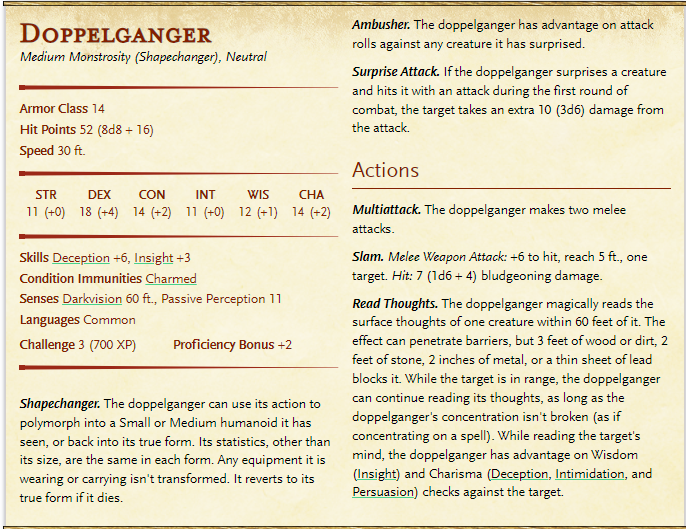 Doppelganger
Medium Monstrosity (Shapechanger), Neutral
Armor Class 14
Hit Points 52 (8d8 + 16)
Speed 30 ft.
STR DEX CON INT WIS CHA
11 (+0) 18 (+4) 14 (+2) 11 (+0) 12 (+1) 14 (+2)
Skills Deception +6, Insight +3
Condition Immunities Charmed
Senses Darkvision 60 ft., Passive Perception 11
Languages Common
Challenge 3 (700 XP) Proficiency Bonus +2
Shapechanger. The doppelganger can use its action to
polymorph into a Small or Medium humanoid it has
seen, or back into its true form. Its statistics, other than
its size, are the same in each form. Any equipment it is
wearing or carrying isn't transformed. It reverts to its
true form if it dies.
Ambusher. The doppelganger has advantage on attack
rolls against any creature it has surprised.
Surprise Attack. If the doppelganger surprises a creature
and hits it with an attack during the first round of
combat, the target takes an extra 10 (3d6) damage from
the attack.
Actions
Multiattack. The doppelganger makes two melee
attacks.
Slam. Melee Weapon Attack: +6 to hit, reach 5 ft., one
target. Hit: 7 (1d6 + 4) bludgeoning damage.
Read Thoughts. The doppelganger magically reads the
surface thoughts of one creature within 60 feet of it. The
effect can penetrate barriers, but 3 feet of wood or dirt, 2
feet of stone, 2 inches of metal, or a thin sheet of lead
blocks it. While the target is in range, the doppelganger
can continue reading its thoughts, as long as the
doppelganger's concentration isn't broken (as if
concentrating on a spell). While reading the target's
mind, the doppelganger has advantage on Wisdom
(Insight) and Charisma (Deception, Intimidation, and
Persuasion) checks against the target.